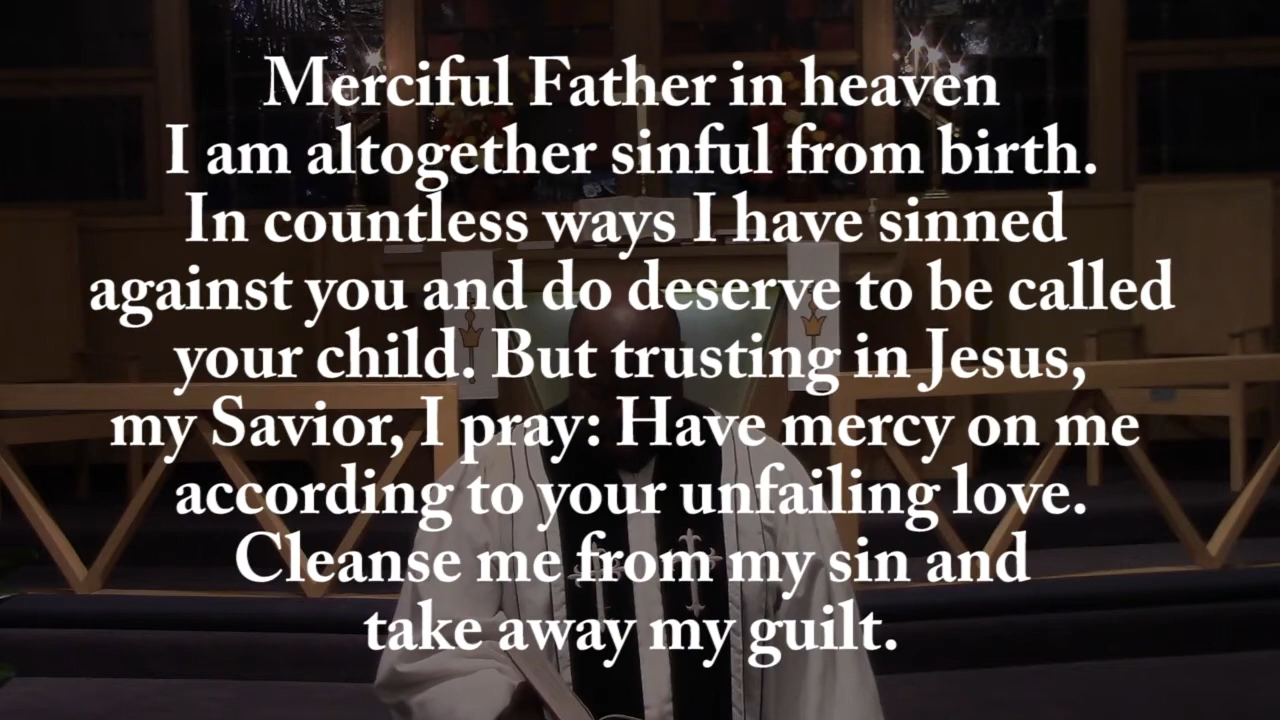 Merciful Father in heaven
I am altogether sinful from birth.
In countless ways I have sinned
against you and do deserve to be called
your child. But trusting in Jesus,
my Savior, I pray: Have mercy on me
according to your unfailing love.
Cleanse me from my sin and
take away my guilt.